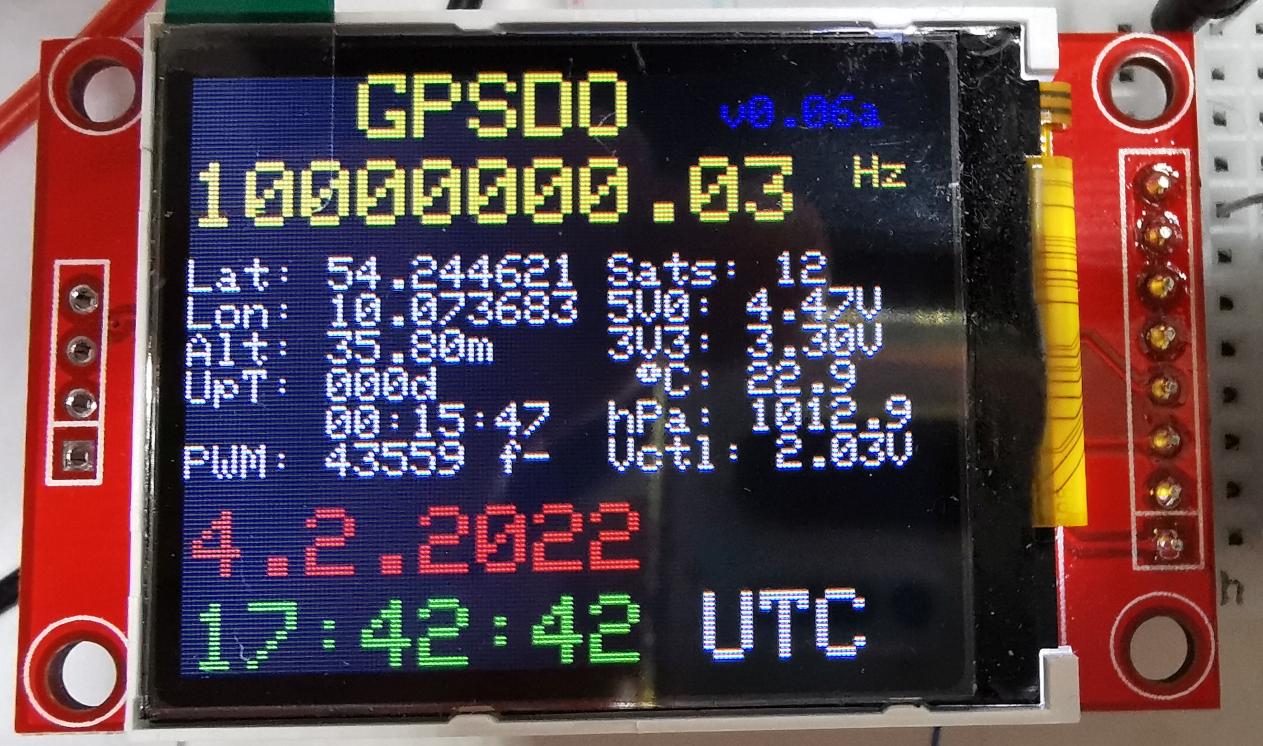 GPSDO v0.06a
10000000.03 Hz
Lat: 54.244621 Sats: 12
Lon: 10.073683 5V0: 4.47V
Alt: 35.80m 3V3: 3.30V
UpT: 000d ºC: 22.9
00:15:47 hPa: 1012.9
PWM: 43559 f- Vctl: 2.03V
4.2.2022
17:42:42 UTC
h